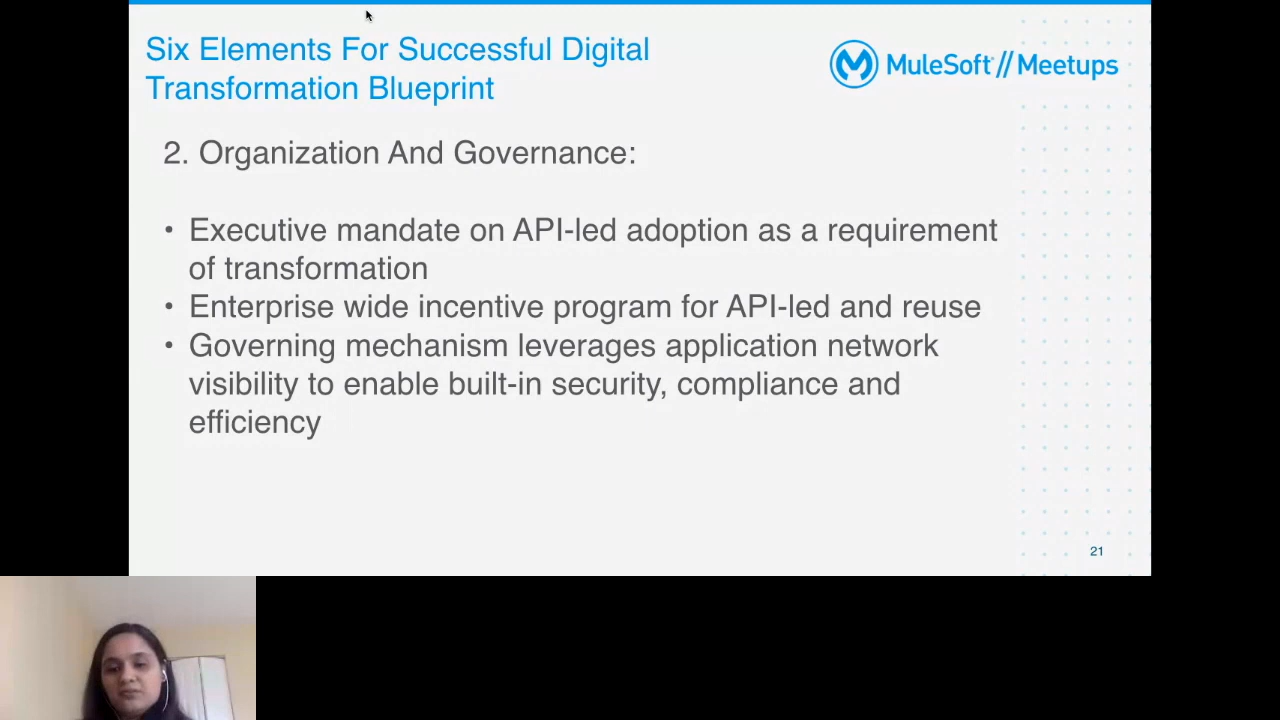 Six Elements For Successful Digital
Transformation Blueprint
MuleSoft // Meetups
2. Organization And Governance:
• Executive mandate on API-led adoption as a requirement
of transformation
• Enterprise wide incentive program for API-led and reuse
• Governing mechanism leverages application network
visibility to enable built-in security, compliance and
efficiency
21